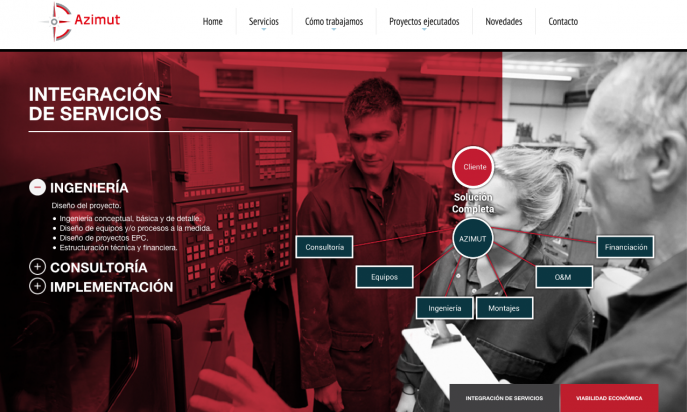 Azimut
Home
Servicios
Cómo trabajamos
Proyectos ejecutados
Novedades
Contacto
INTEGRACIÓN
DE SERVICIOS
INGENIERÍA
Diseño del proyecto.
Ingeniería conceptual, básica y de detalle.
Diseño de equipos y/o procesos a la medida.
Diseño de proyectos EPC.
Estructuración técnica y financiera.
CONSULTORÍA
IMPLEMENTACIÓN
Cliente
Solución
Completa
AZIMUT
Consultoría
Financiación
Equipos
O&M
Ingeniería
Montajes
INTEGRACIÓN DE SERVICIOS
VIABILIDAD ECONÓMICA